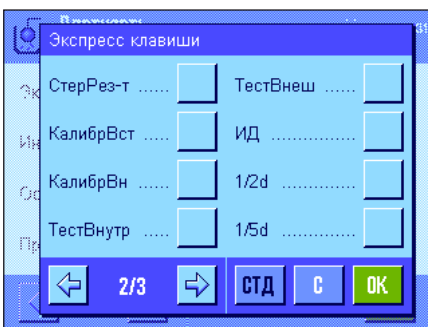 Экспресс клавиши
СтерРез-т ......
КалибрВст ......
КалибрВн ......
ТестВнутр .....
ТестВнеш ......
ИД ..............
1/2d .............
1/5d .............
2/3
СТД
C
OK